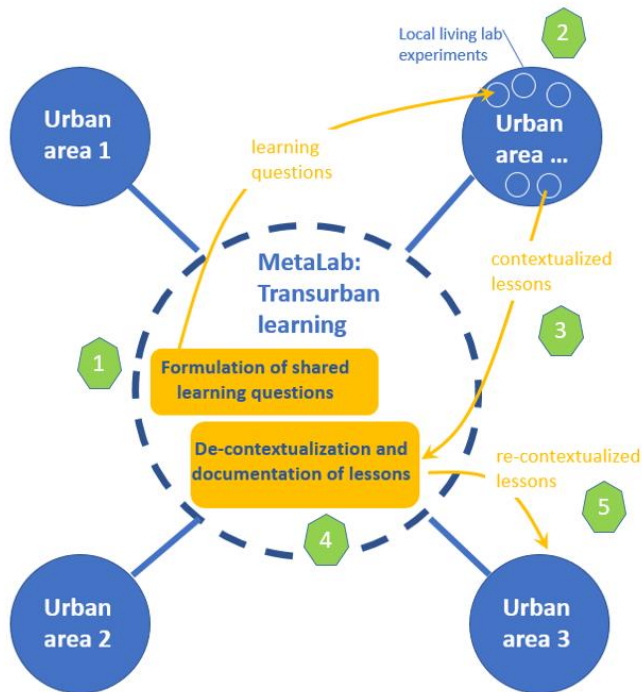 Local living lab
experiments
2
Urban
area 1
Urban
area ...
learning
questions
MetaLab:
Transurban
learning
contextualized
lessons
3
1
Formulation of shared
learning questions
De-contextualization and
documentation of lessons
re-contextualized
lessons
5
4
Urban
area 2
Urban
area 3